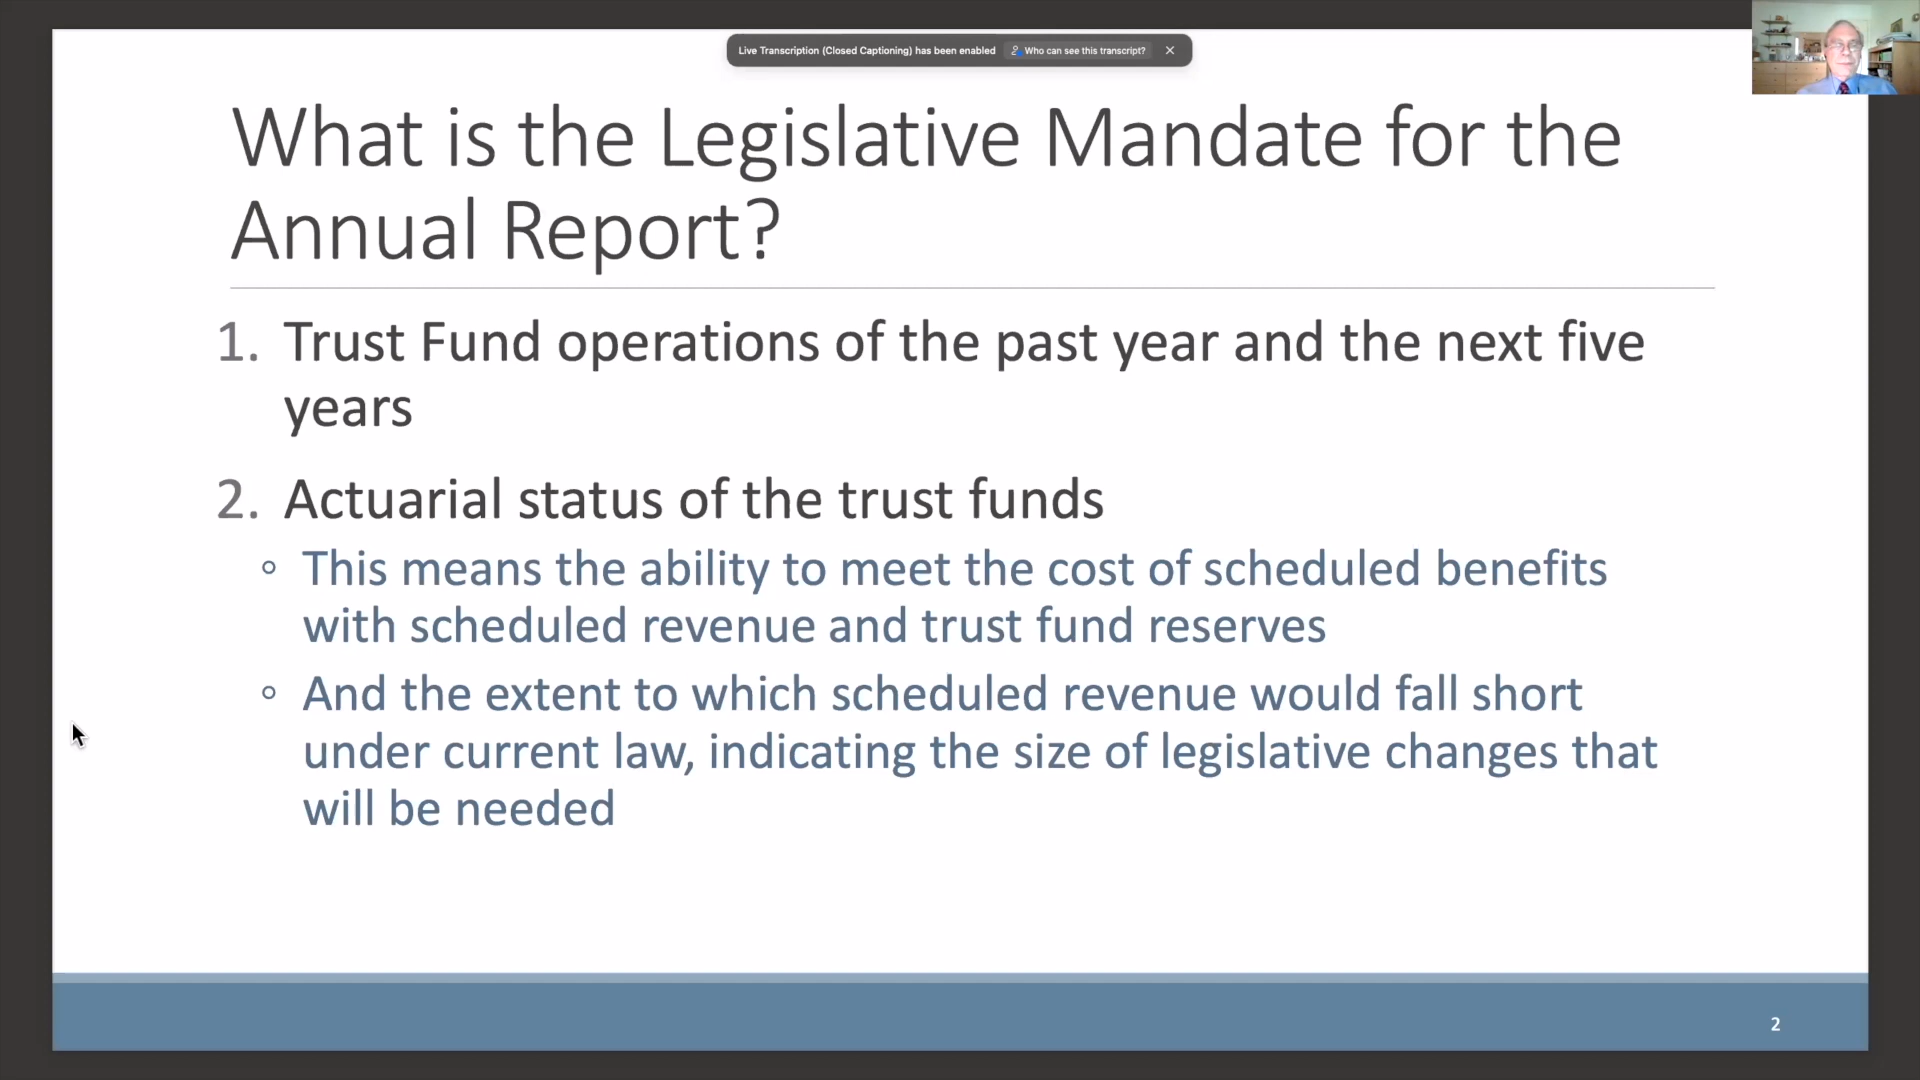 Live Transcription (Closed Captioning) has been enabled
Who can see this transcript?
What is the Legislative Mandate for the
Annual Report?
1. Trust Fund operations of the past year and the next five
years
2. Actuarial status of the trust funds
◦ This means the ability to meet the cost of scheduled benefits
with scheduled revenue and trust fund reserves
◦ And the extent to which scheduled revenue would fall short
under current law, indicating the size of legislative changes that
will be needed
2